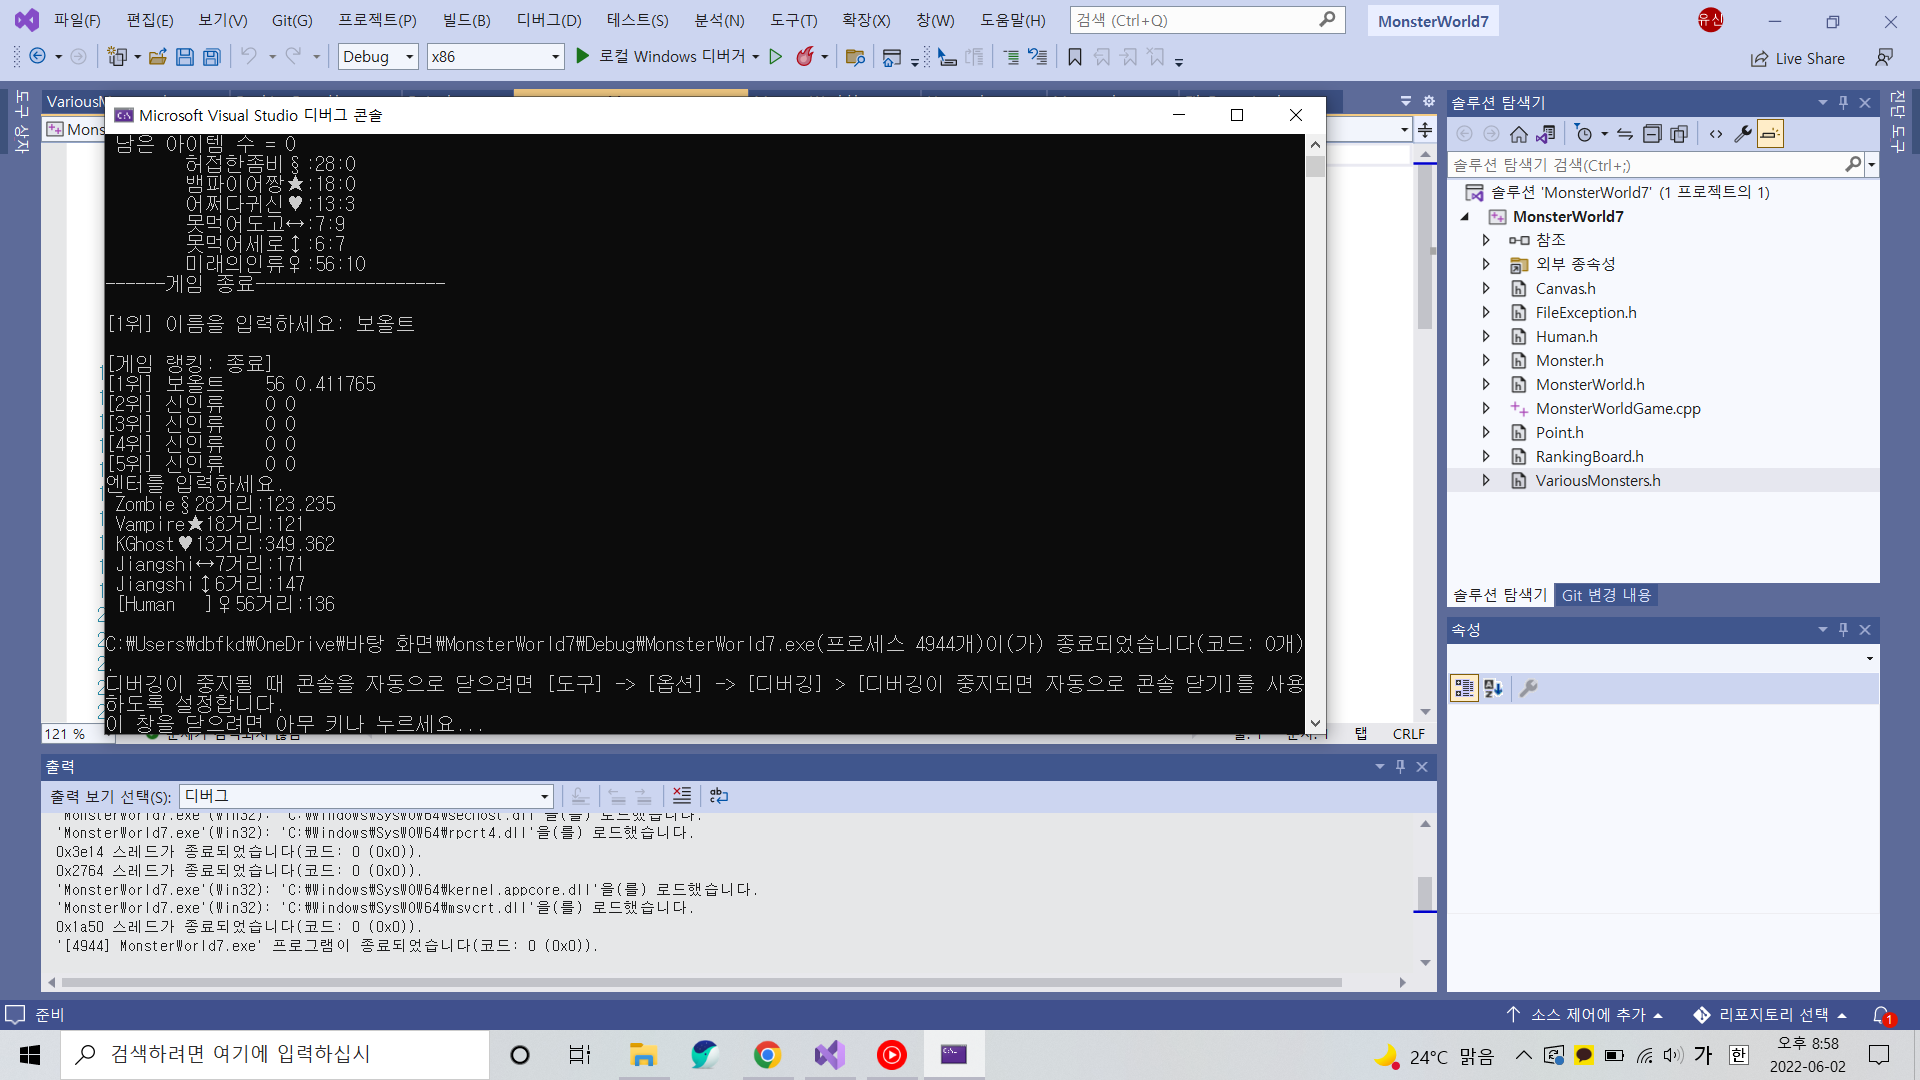 파일(F) 편집(E) 보기(V) Git(G) 프로젝트(P) 빌드(B) 디버그(D) 테스트(S) 분석(N) 도구(T) 확장(X) 창(W) 도움말(H) 검색 (Ctrl+Q) MonsterWorld7 유신
Debug x86 로컬 Windows 디버거 Live Share
도구 상자
진단 도구
VariousM
Mons
Microsoft Visual Studio 디버그 콘솔
남은 아이템 수 = 0
허접한좀비§:28:0
뱀파이어짱★:18:0
어쩌다귀신♥:13:3
못먹어도고↔:7:9
못먹어세로↕:6:7
미래의인류♀:56:10
------게임 종료-------------------
[1위] 이름을 입력하세요: 보올트
[게임 랭킹: 종료]
[1위] 보올트 56 0.411765
[2위] 신인류 0 0
[3위] 신인류 0 0
[4위] 신인류 0 0
[5위] 신인류 0 0
엔터를 입력하세요.
Zombie§28거리:123.235
Vampire★18거리:121
KGhost♥13거리:349.362
Jiangshi↔7거리:171
Jiangshi↕6거리:147
[Human ]♀56거리:136
C:₩Users₩dbfkd₩OneDrive₩바탕 화면₩MonsterWorld7₩Debug₩MonsterWorld7.exe(프로세스 4944개)이(가) 종료되었습니다(코드: 0개)
.
디버깅이 중지될 때 콘솔을 자동으로 닫으려면 [도구] -> [옵션] -> [디버깅] > [디버깅이 중지되면 자동으로 콘솔 닫기]를 사용
하도록 설정합니다.
이 창을 닫으려면 아무 키나 누르세요...
121 %
탭 CRLF
솔루션 탐색기
솔루션 탐색기 검색(Ctrl+;)
솔루션 'MonsterWorld7' (1 프로젝트의 1)
MonsterWorld7
참조
외부 종속성
Canvas.h
FileException.h
Human.h
Monster.h
MonsterWorld.h
MonsterWorldGame.cpp
Point.h
RankingBoard.h
VariousMonsters.h
솔루션 탐색기 Git 변경 내용
속성
출력
출력 보기 선택(S): 디버그
'MonsterWorld7.exe'(Win32): 'C:₩Windows₩SysWOW64₩sechost.dll'을(를) 로드했습니다.
'MonsterWorld7.exe'(Win32): 'C:₩Windows₩SysWOW64₩rpcrt4.dll'을(를) 로드했습니다.
0x3e14 스레드가 종료되었습니다(코드: 0 (0x0)).
0x2764 스레드가 종료되었습니다(코드: 0 (0x0)).
'MonsterWorld7.exe'(Win32): 'C:₩Windows₩SysWOW64₩kernel.appcore.dll'을(를) 로드했습니다.
'MonsterWorld7.exe'(Win32): 'C:₩Windows₩SysWOW64₩msvcrt.dll'을(를) 로드했습니다.
0x1a50 스레드가 종료되었습니다(코드: 0 (0x0)).
'[4944] MonsterWorld7.exe' 프로그램이 종료되었습니다(코드: 0 (0x0)).
준비 소스 제어에 추가 리포지토리 선택 1
검색하려면 여기에 입력하십시 24°C 맑음 가 한 오후 8:58
2022-06-02